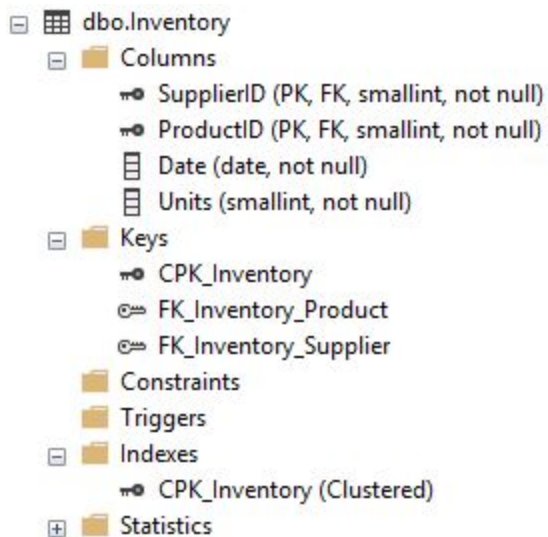 dbo.Inventory
Columns
SupplierID (PK, FK, smallint, not null)
ProductID (PK, FK, smallint, not null)
Date (date, not null)
Units (smallint, not null)
Keys
CPK_Inventory
FK_Inventory_Product
FK_Inventory_Supplier
Constraints
Triggers
Indexes
CPK_Inventory (Clustered)
Statistics